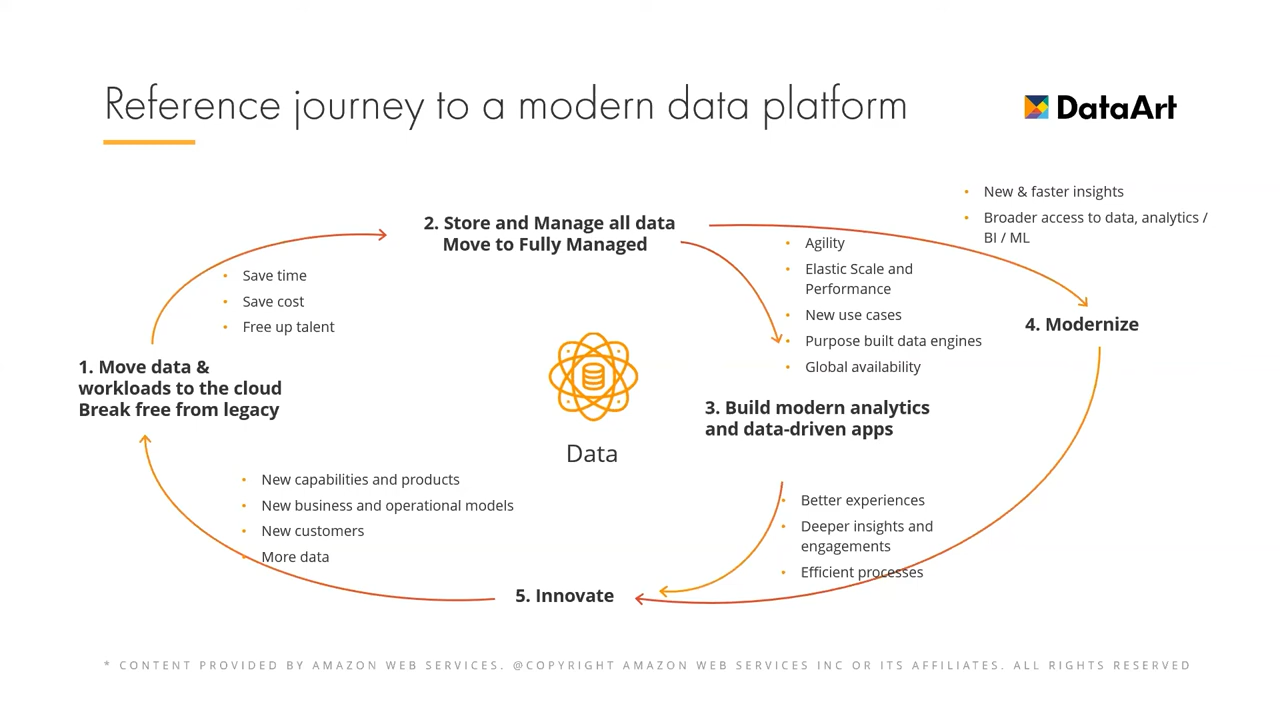 Reference journey to a modern data platform
DataArt
• New & faster insights
• Broader access to data, analytics /
BI / ML
2. Store and Manage all data
Move to Fully Managed
• Agility
• Elastic Scale and
Performance
• New use cases
• Purpose built data engines
• Global availability
• Save time
• Save cost
• Free up talent
4. Modernize
1. Move data &
workloads to the cloud
Break free from legacy
3. Build modern analytics
and data-driven apps
Data
• New capabilities and products
• New business and operational models
• New customers
• More data
• Better experiences
• Deeper insights and
engagements
• Efficient processes
5. Innovate
* CONTENT PROVIDED BY AMAZON WEB SERVICES. @COPYRIGHT AMAZON WEB SERVICES INC OR ITS AFFILIATES. ALL RIGHTS RESERVED